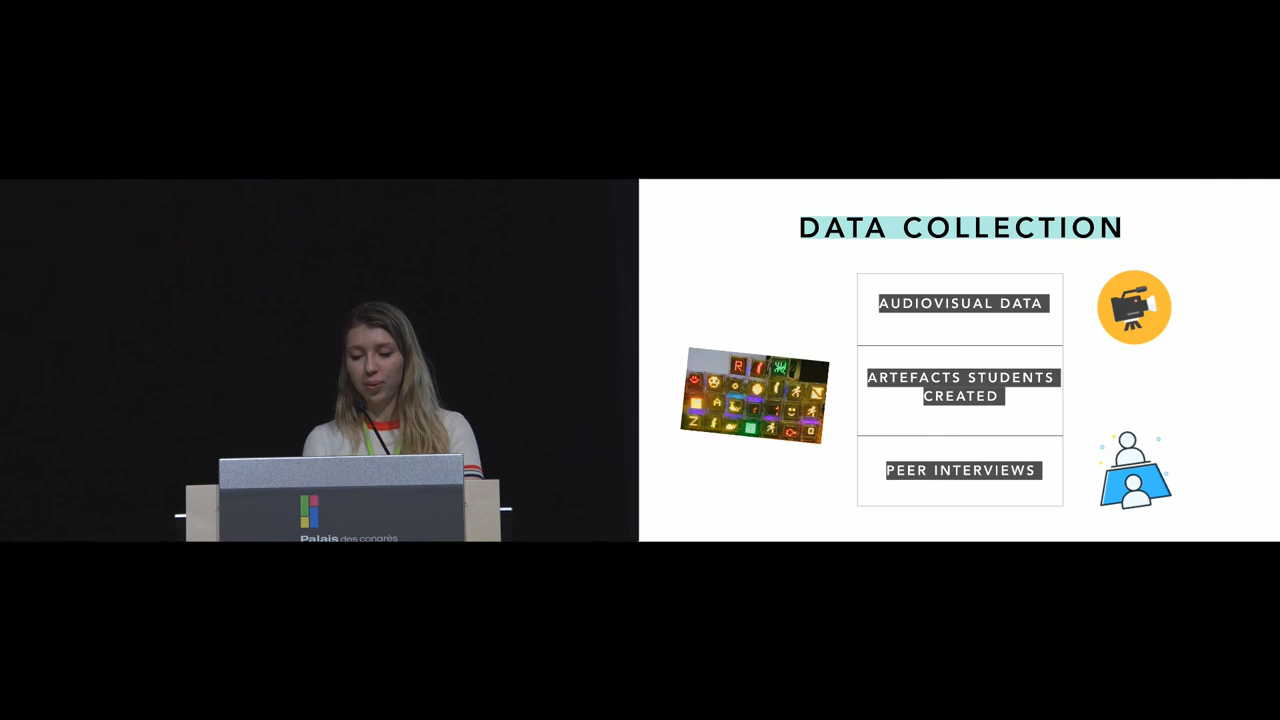 DATA COLLECTION
AUDIOVISUAL DATA
ARTEFACTS STUDENTS
CREATED
PEER INTERVIEWS
R
A
Z
Palais des congrès